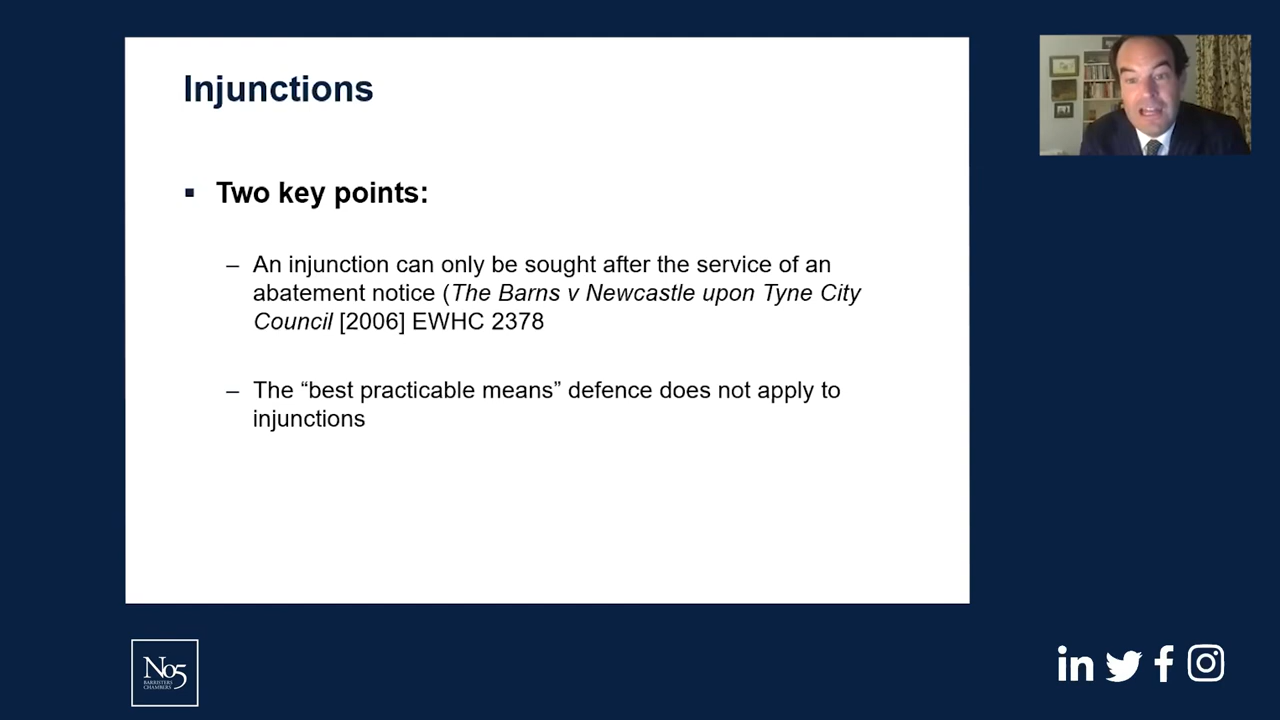 Injunctions
▪ Two key points:
– An injunction can only be sought after the service of an
abatement notice (The Barns v Newcastle upon Tyne City
Council [2006] EWHC 2378
– The “best practicable means” defence does not apply to
injunctions
No5
BARRISTERS
CHAMBERS